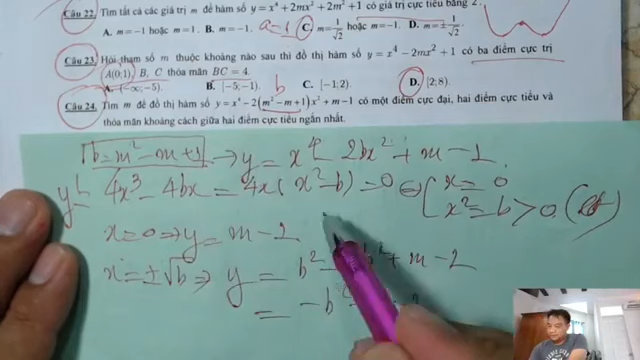 Câu 22. Tìm tất cả các giá trị m để hàm số y = x⁴ + 2mx² + 2m² + 1 có giá trị cực tiểu bằng 2.
A. m = −1 hoặc m = 1. B. m = −1. a = 1 C. m = 1/√2 hoặc m = −1. D. m = ± 1/√2.
Câu 23. Hỏi tham số m thuộc khoảng nào sau thì đồ thị hàm số y = x⁴ − 2mx² + 1 có ba điểm cực trị
A(0;1), B, C thỏa mãn BC = 4.
A. (−∞;−5). B. [−5;−1). b C. [−1;2). D. [2;8).
Câu 24. Tìm m để đồ thị hàm số y = x⁴ − 2(m² − m + 1)x² + m − 1 có một điểm cực đại, hai điểm cực tiểu và
thỏa mãn khoảng cách giữa hai điểm cực tiểu ngắn nhất.
b = m² − m + 1 → y = x⁴ − 2bx² + m − 1.
y' = 4x³ − 4bx = 4x(x² − b) = 0 ⇔ [ x = 0
x² = b > 0
x = 0 ⇒ y = m − 2
x = ±√b ⇒ y = b² − b² + m − 2
= −b²